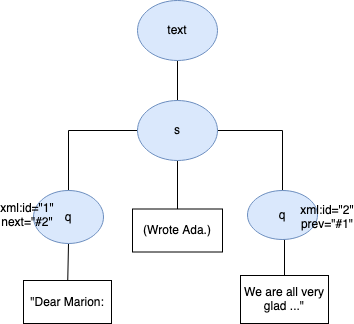 text
s
xml:id="1"
next="#2"
q
(Wrote Ada.)
q
xml:id="2"
prev="#1"
"Dear Marion:
We are all very
glad ..."